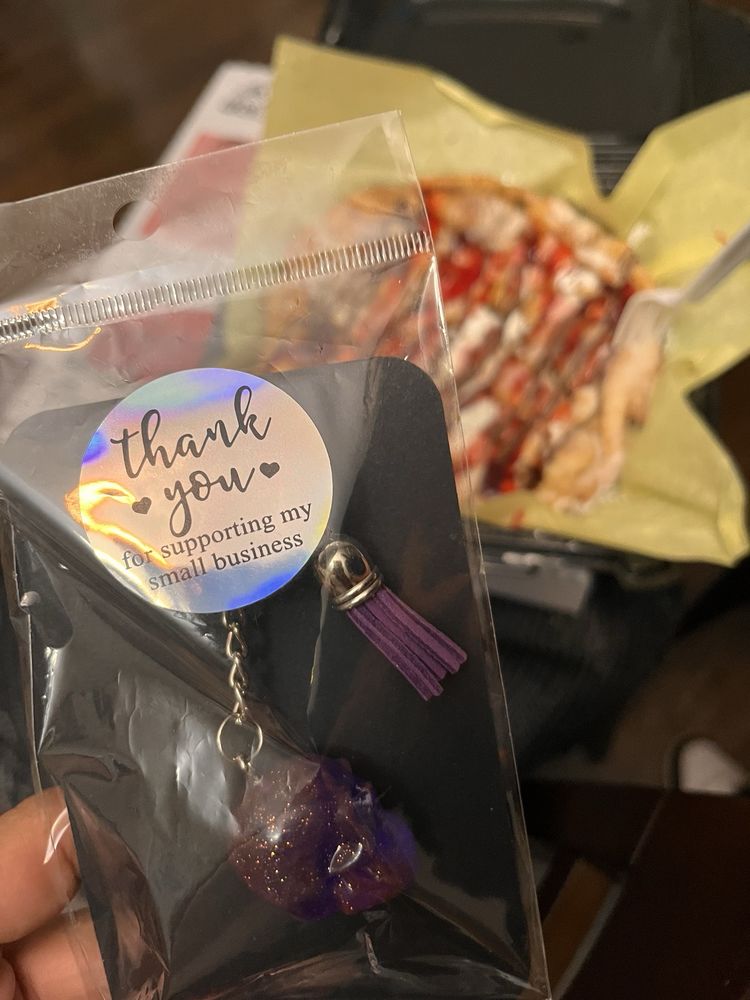 thank
you
for supporting my
small business